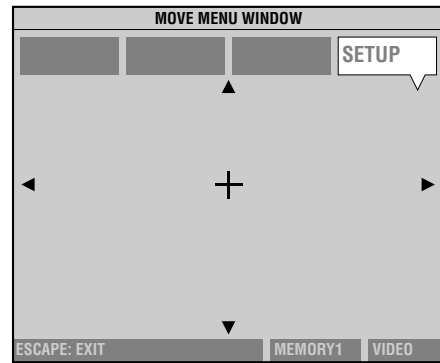 MOVE MENU WINDOW
SETUP
ESCAPE: EXIT MEMORY1 VIDEO